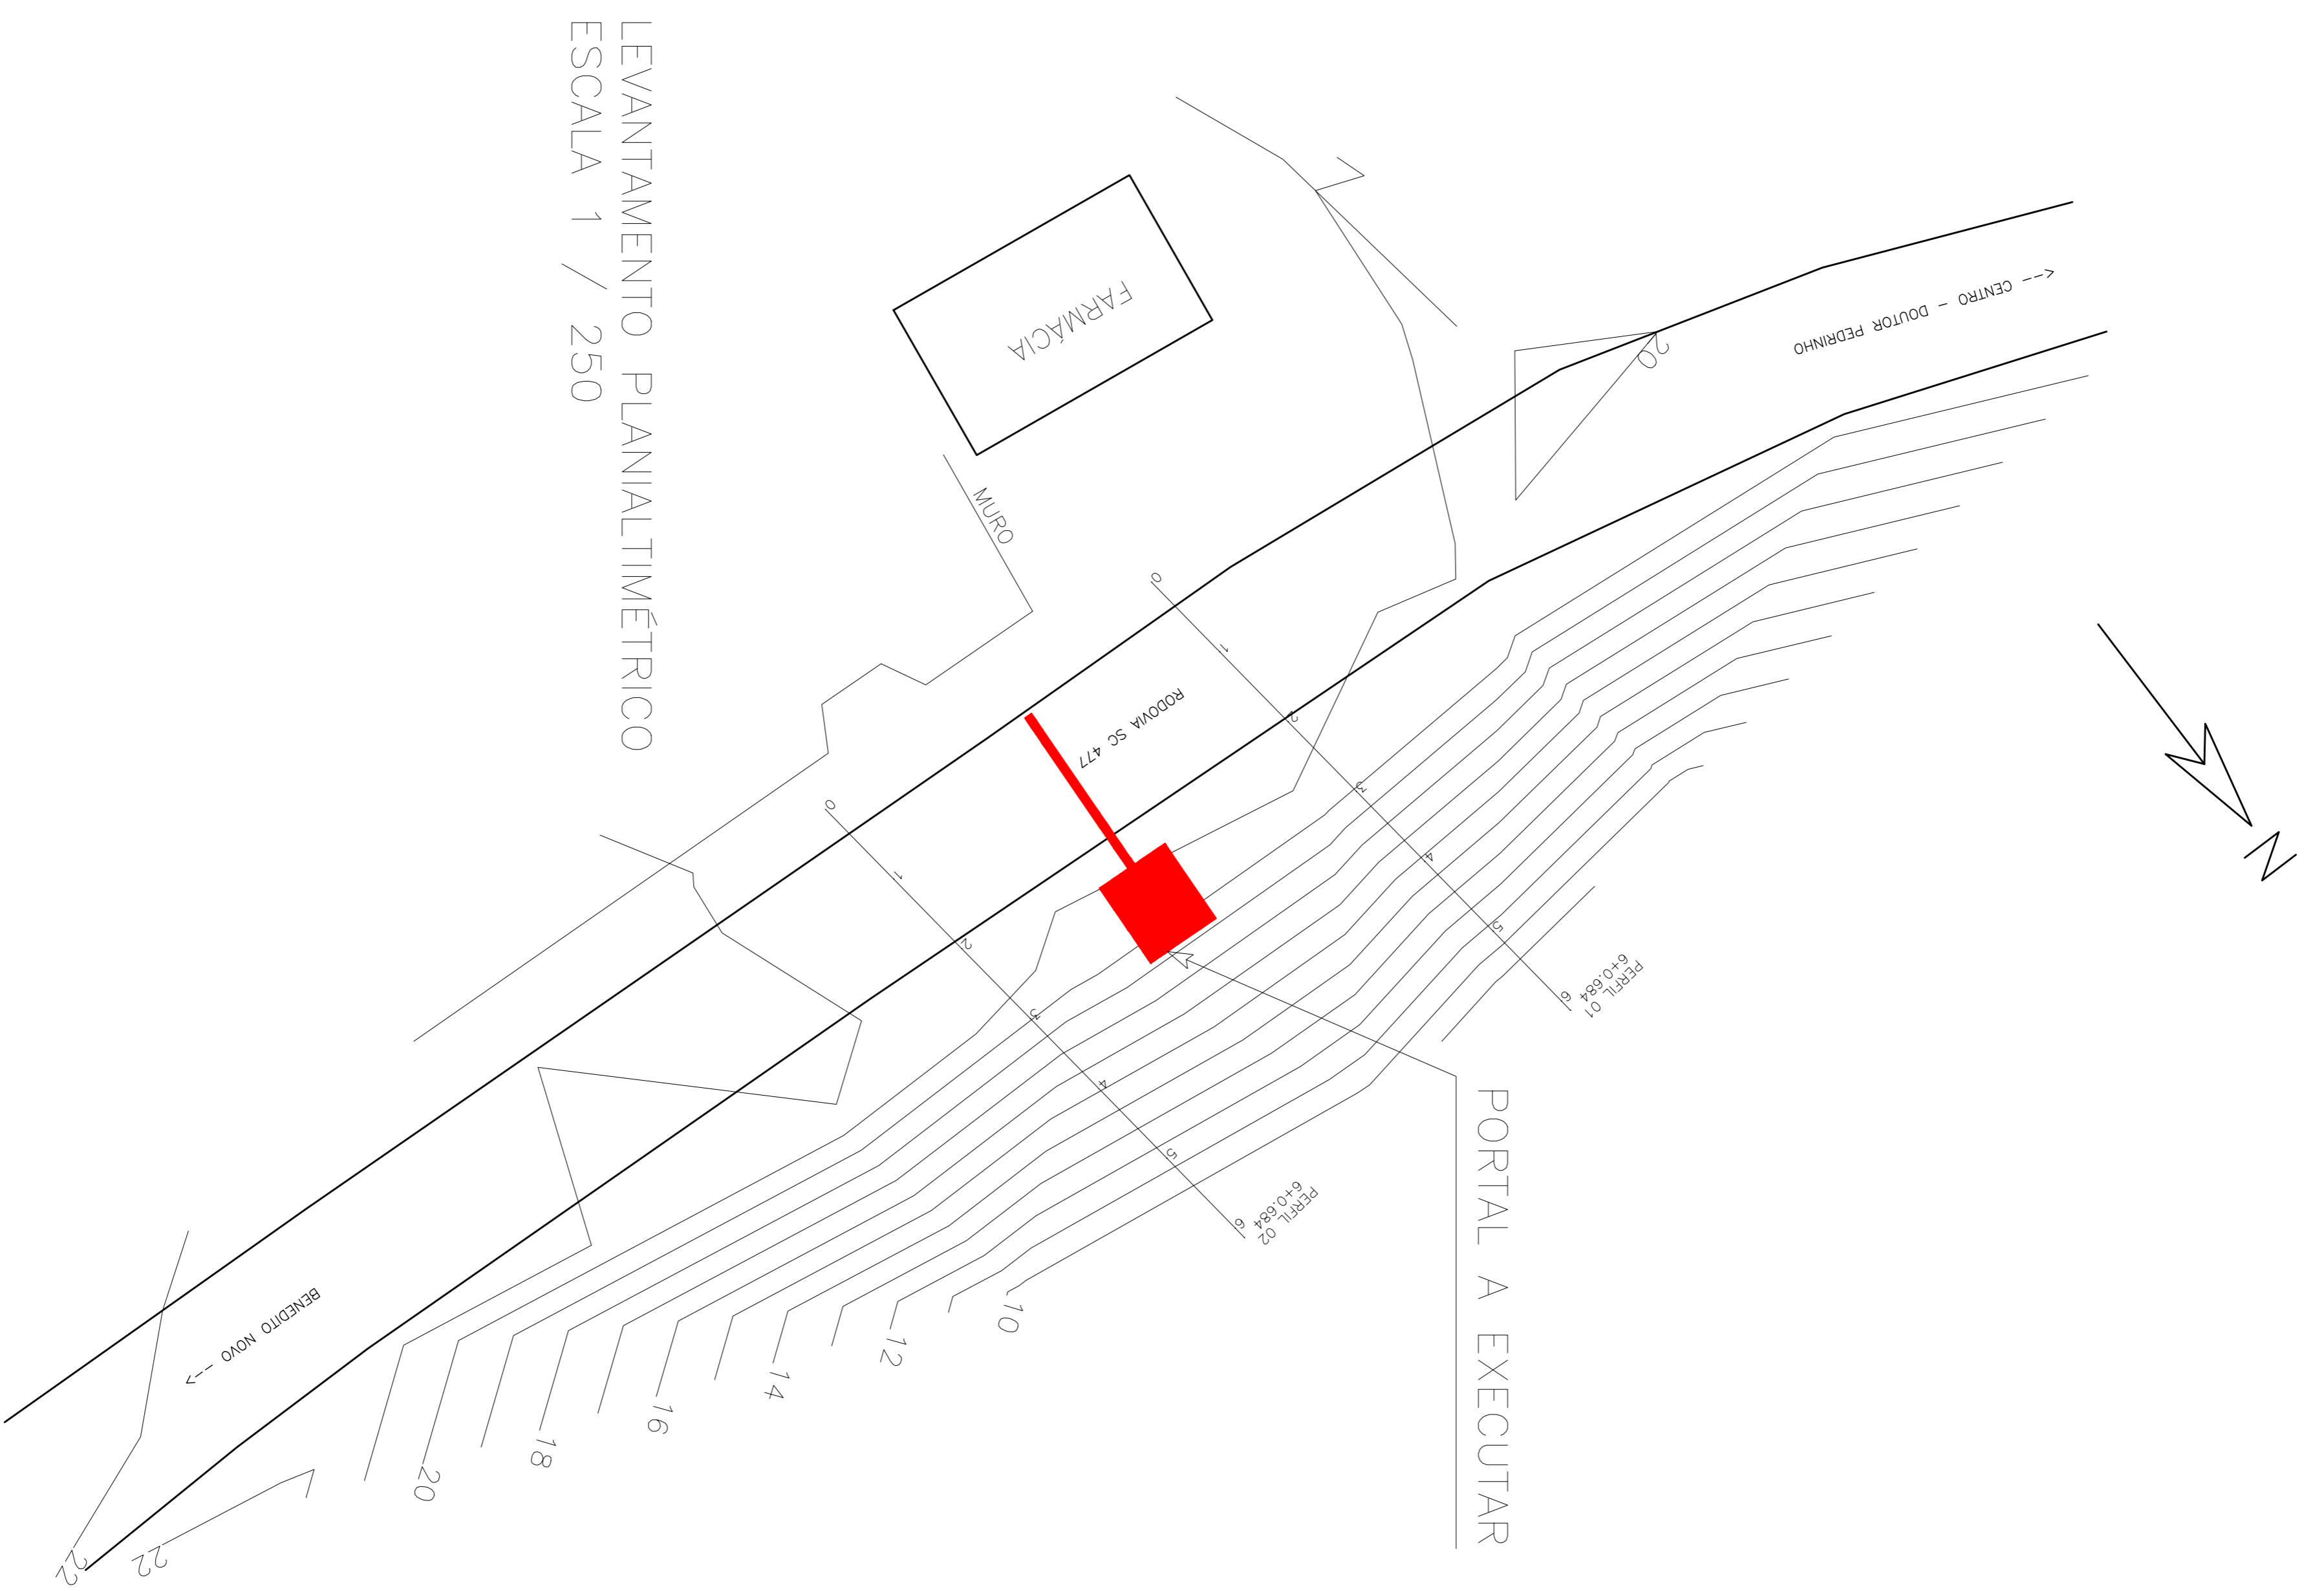 LEVANTAMENTO PLANIALTIMÉTRICO
ESCALA 1 / 250
FARMÁCIA
MURO
<-- CENTRO - DOUTOR PEDRINHO
20
RODOVIA SC 477
0
1
2
3
4
5
6
PERFIL 01
6+0.684
0
1
2
3
4
5
6
PERFIL 02
6+0.684
N
PORTAL A EXECUTAR
BENEDITO NOVO -->
10
12
14
16
18
20
22
22